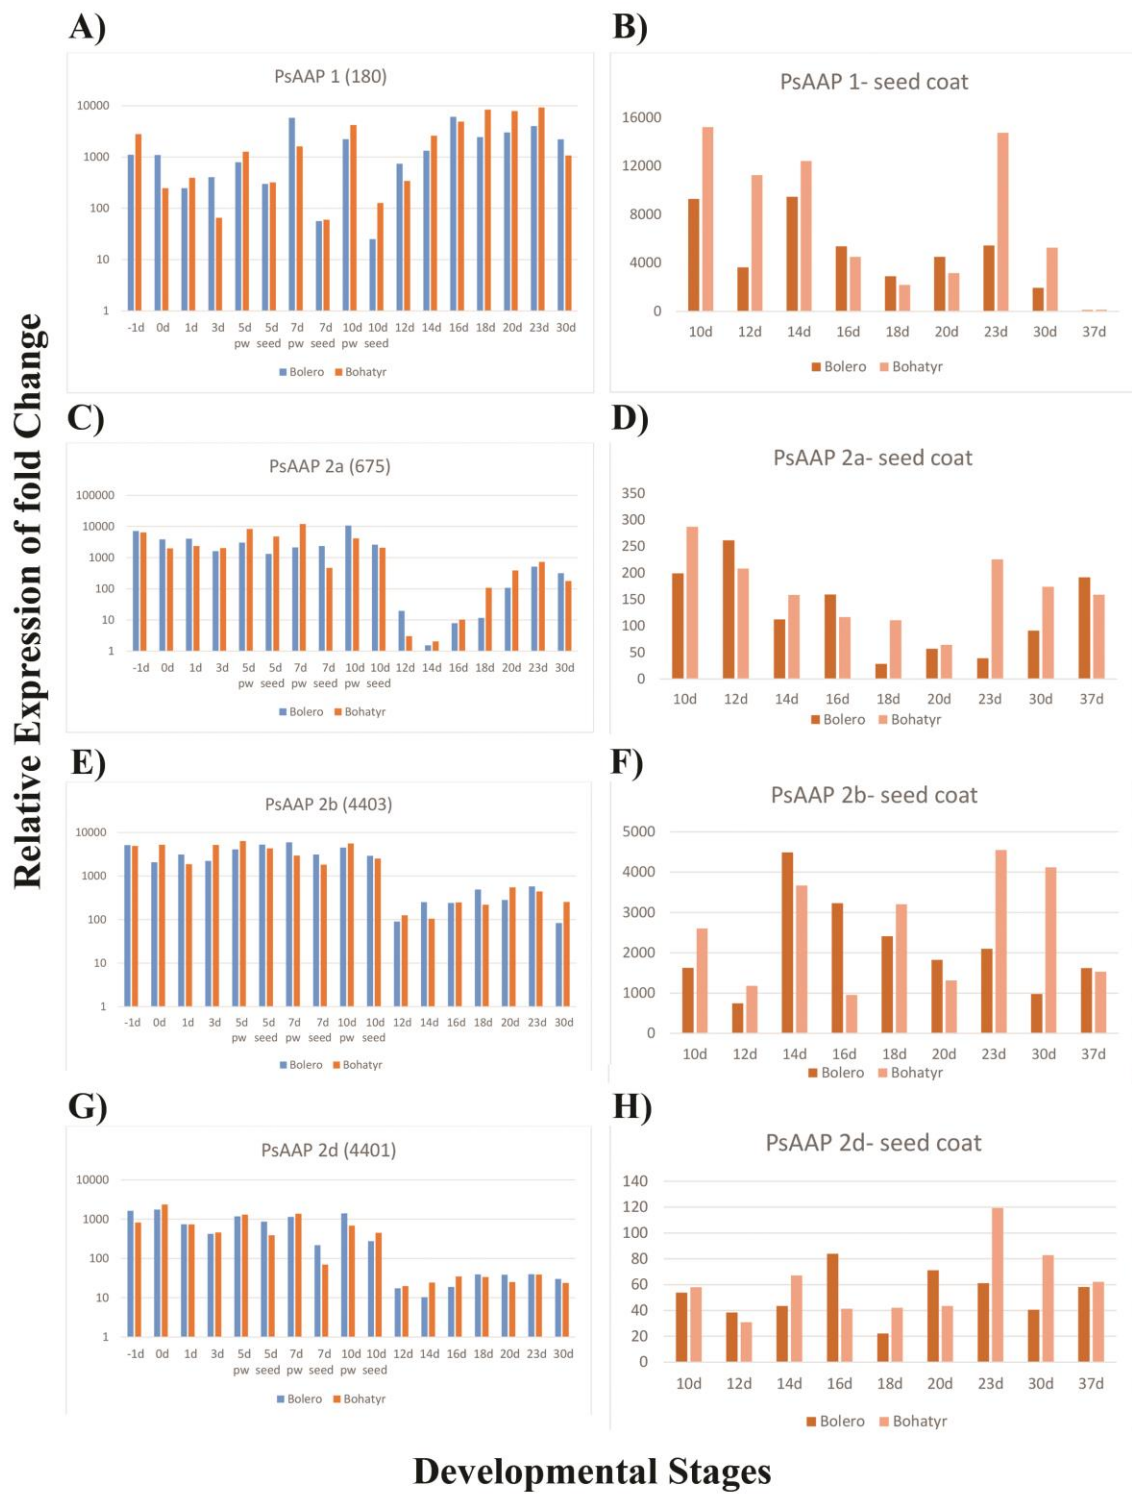 Relative Expression of fold Change
A)
PsAAP 1 (180)
10000
1000
100
10
1
-1d 0d 1d 3d 5d pw 5d seed 7d pw 7d seed 10d pw 10d seed 12d 14d 16d 18d 20d 23d 30d
Bolero Bohatyr
B)
PsAAP 1- seed coat
16000
12000
8000
4000
0
10d 12d 14d 16d 18d 20d 23d 30d 37d
Bolero Bohatyr
C)
PsAAP 2a (675)
100000
10000
1000
100
10
1
-1d 0d 1d 3d 5d pw 5d seed 7d pw 7d seed 10d pw 10d seed 12d 14d 16d 18d 20d 23d 30d
Bolero Bohatyr
D)
PsAAP 2a- seed coat
350
300
250
200
150
100
50
0
10d 12d 14d 16d 18d 20d 23d 30d 37d
Bolero Bohatyr
E)
PsAAP 2b (4403)
10000
1000
100
10
1
-1d 0d 1d 3d 5d pw 5d seed 7d pw 7d seed 10d pw 10d seed 12d 14d 16d 18d 20d 23d 30d
Bolero Bohatyr
F)
PsAAP 2b- seed coat
5000
4000
3000
2000
1000
0
10d 12d 14d 16d 18d 20d 23d 30d 37d
Bolero Bohatyr
G)
PsAAP 2d (4401)
10000
1000
100
10
1
-1d 0d 1d 3d 5d pw 5d seed 7d pw 7d seed 10d pw 10d seed 12d 14d 16d 18d 20d 23d 30d
Bolero Bohatyr
H)
PsAAP 2d- seed coat
140
120
100
80
60
40
20
0
10d 12d 14d 16d 18d 20d 23d 30d 37d
Bolero Bohatyr
Developmental Stages